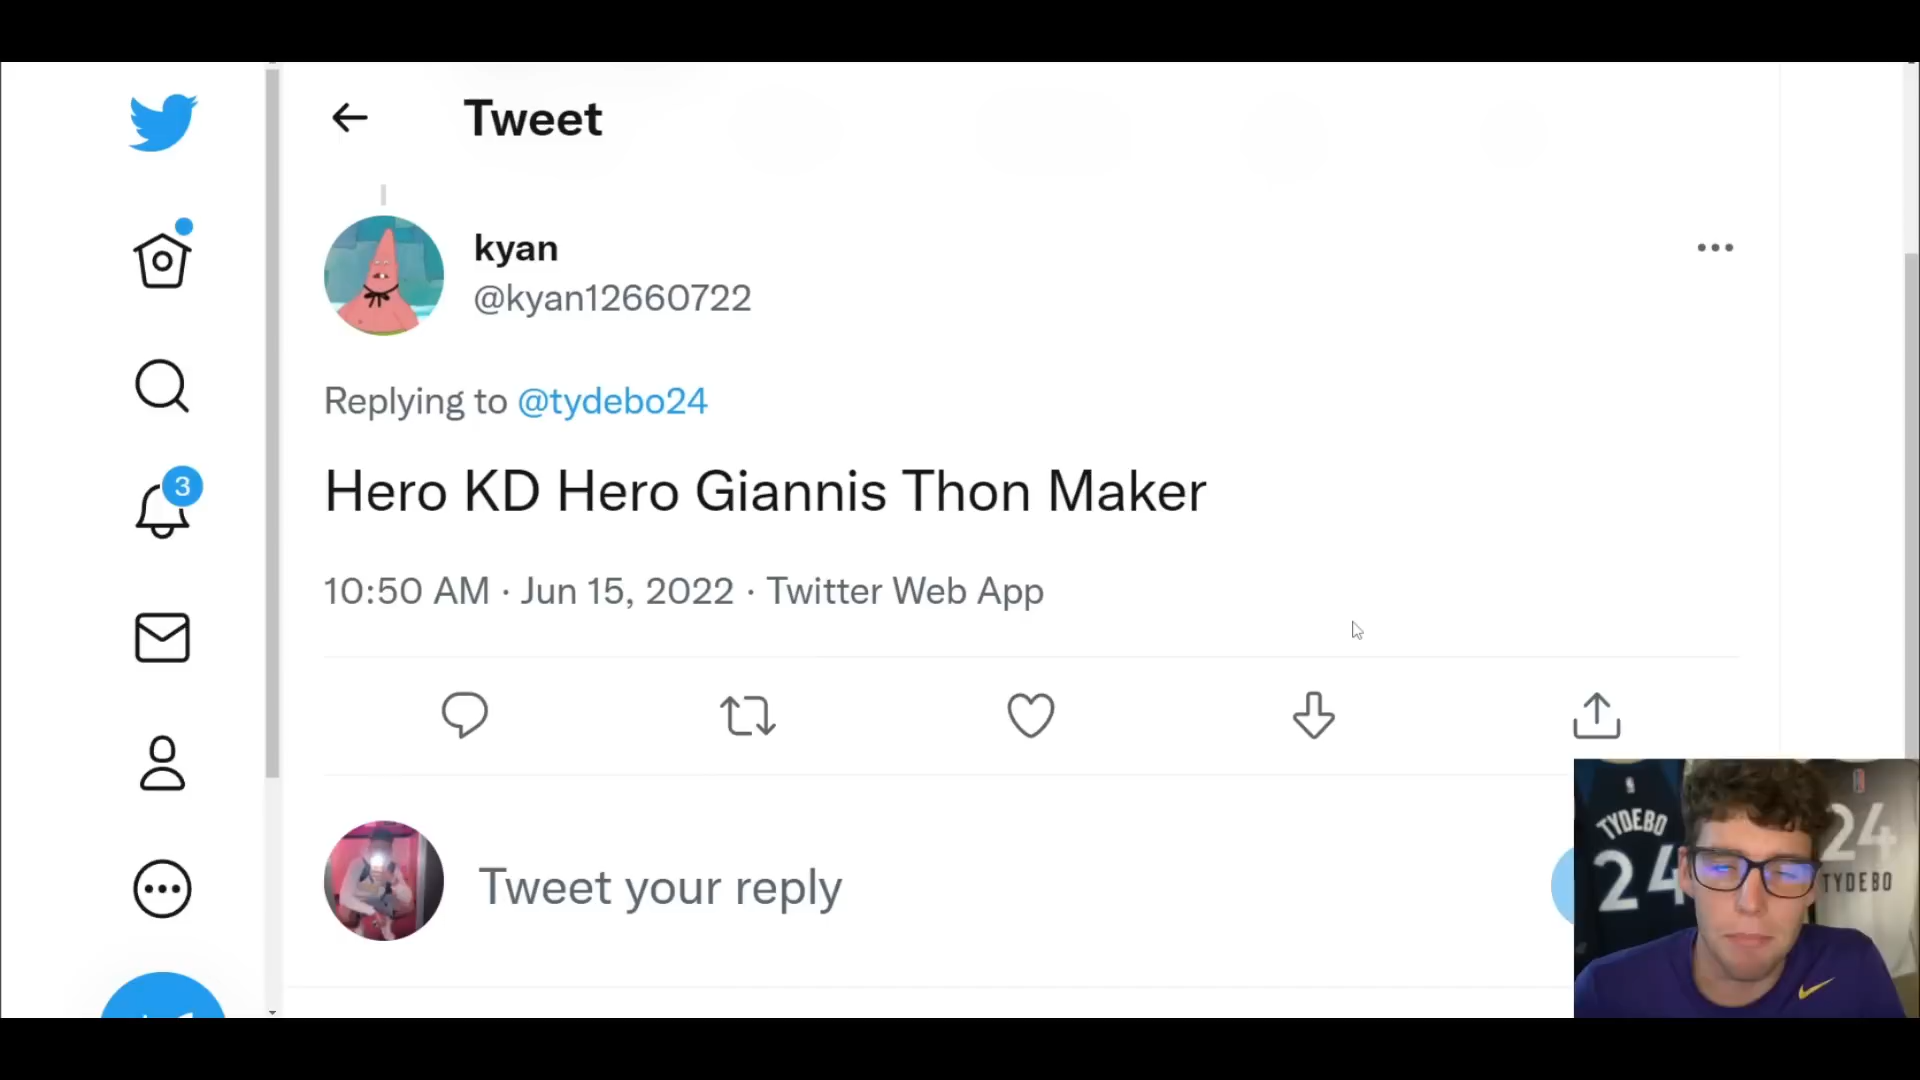 Tweet
kyan
@kyan12660722
Replying to @tydebo24
3
Hero KD Hero Giannis Thon Maker
10:50 AM · Jun 15, 2022 · Twitter Web App
Tweet your reply
TYDEBO
24
24
TYDEBO